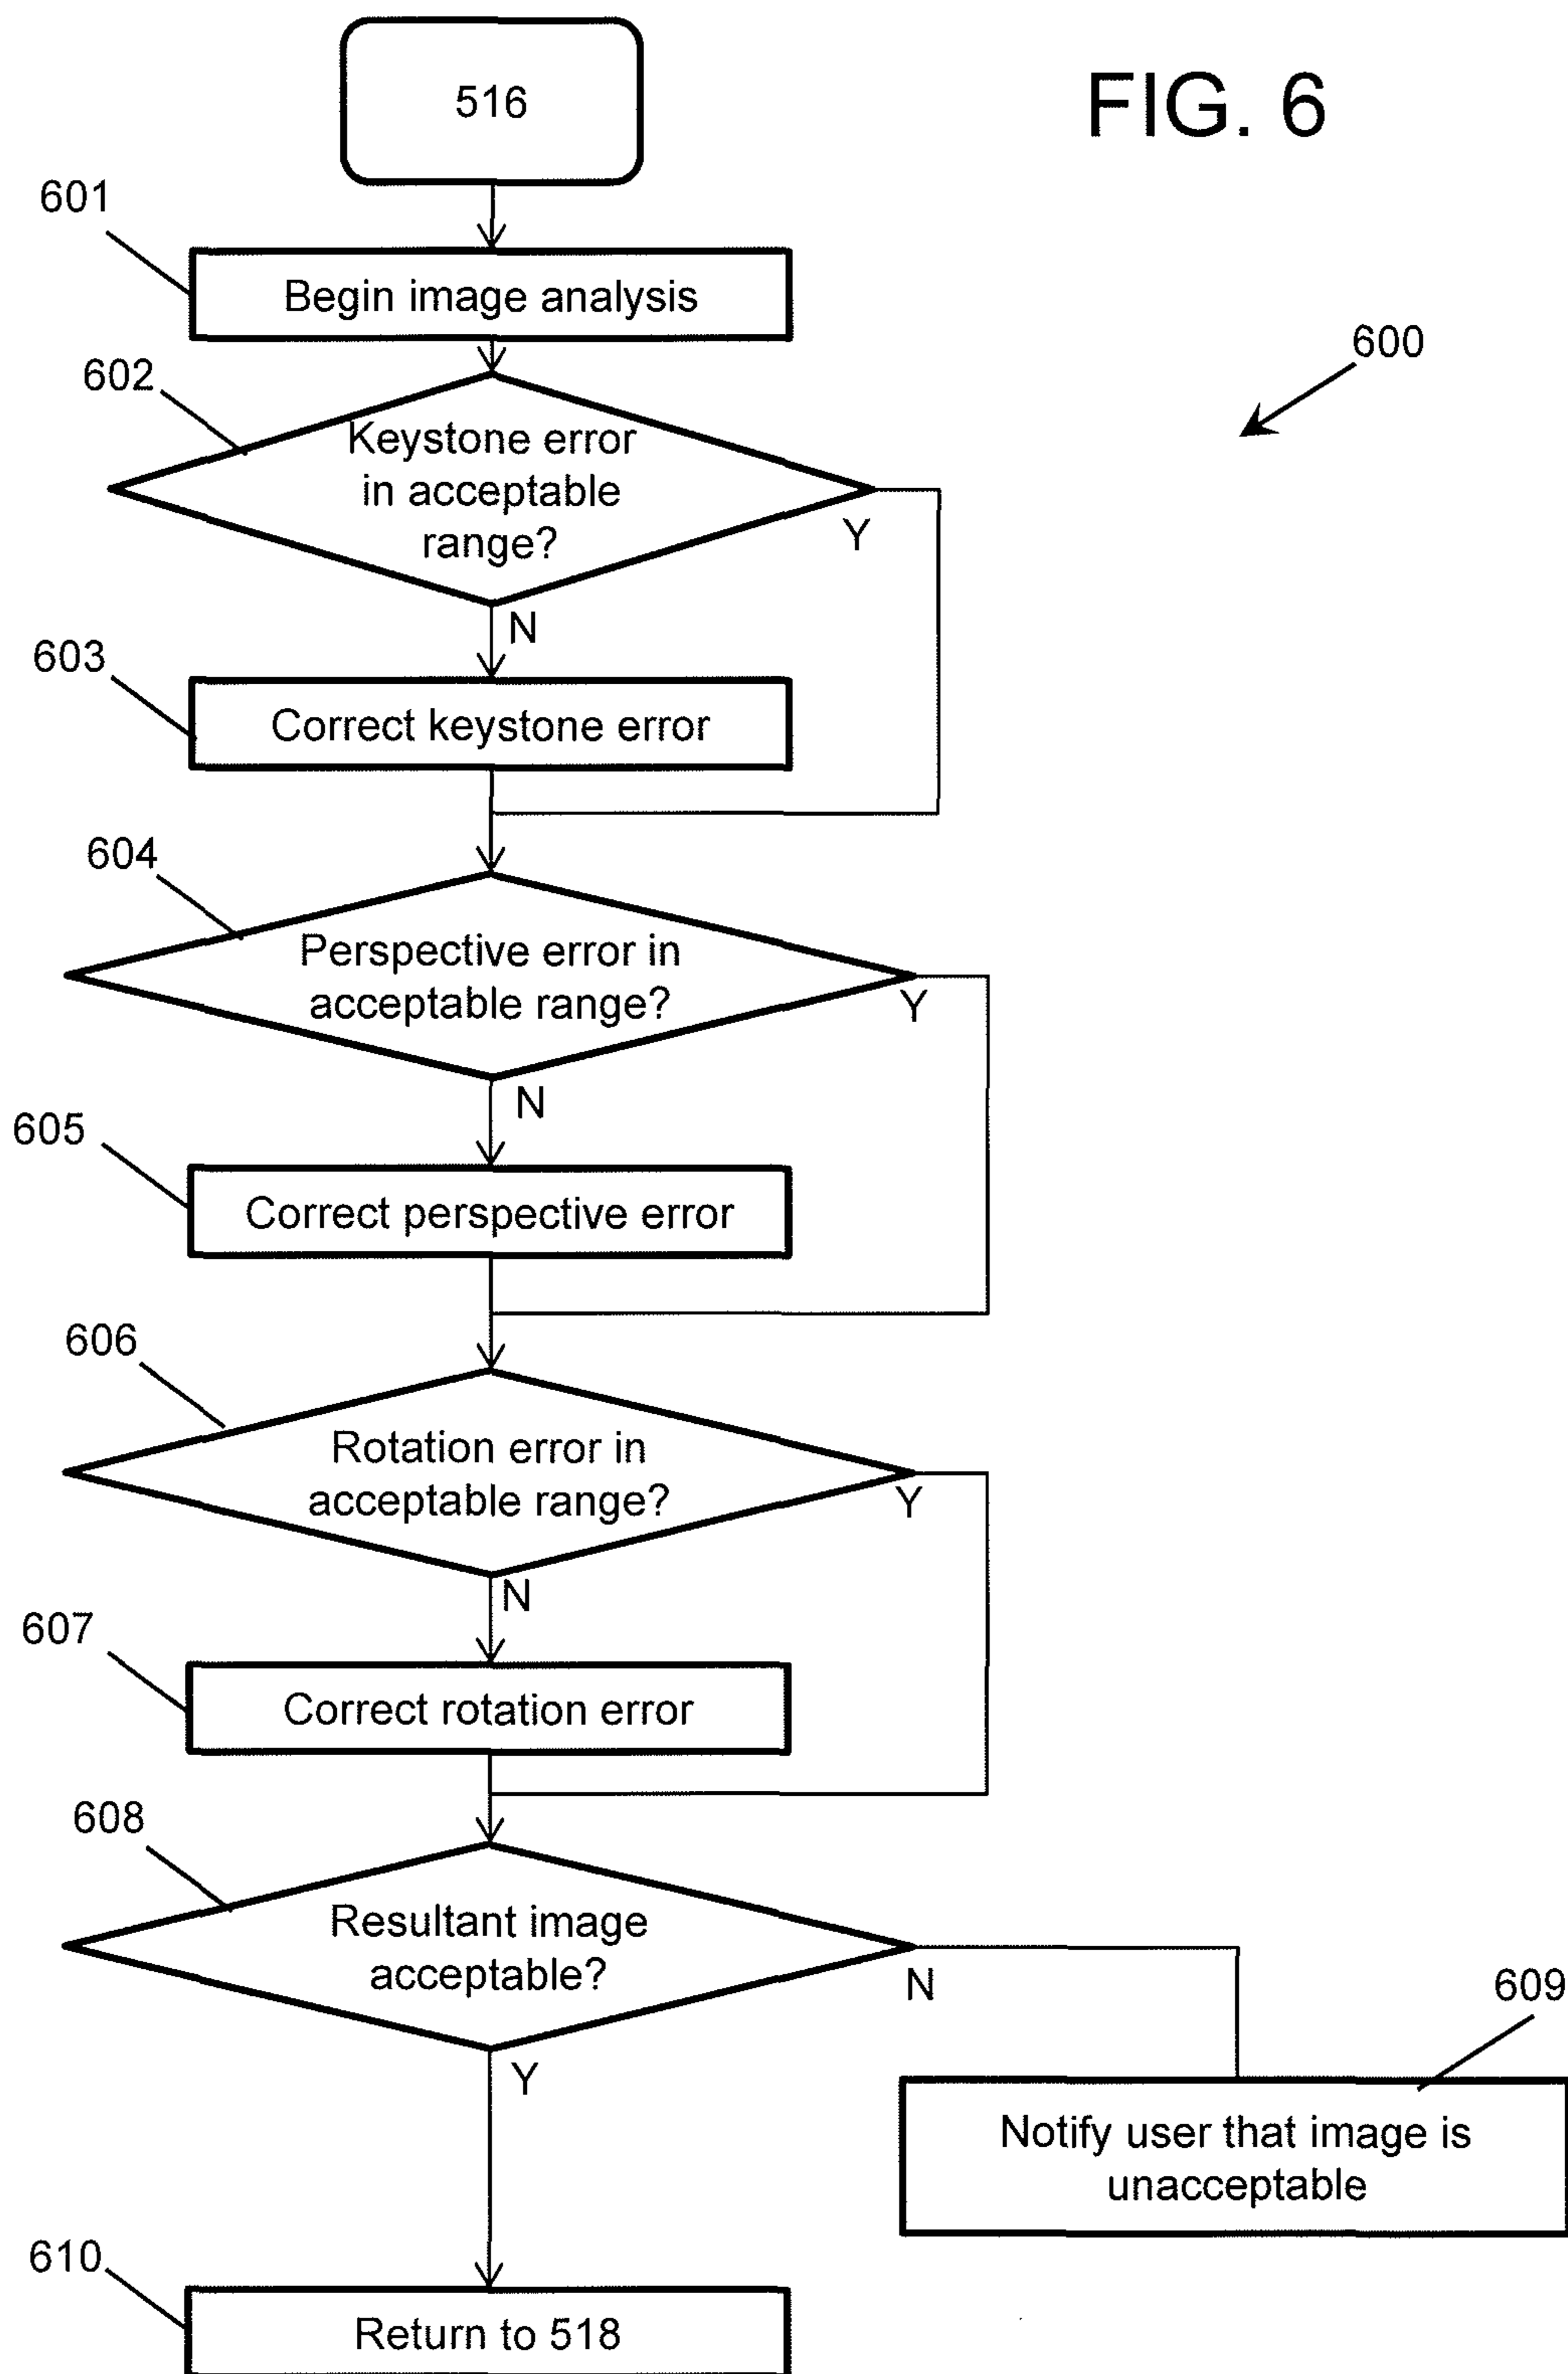 516
FIG. 6
601
Begin image analysis
600
602
Keystone error
in acceptable
range?
Y
N
603
Correct keystone error
604
Perspective error in
acceptable range?
Y
N
605
Correct perspective error
606
Rotation error in
acceptable range?
Y
N
607
Correct rotation error
608
Resultant image
acceptable?
N
609
Y
Notify user that image is
unacceptable
610
Return to 518